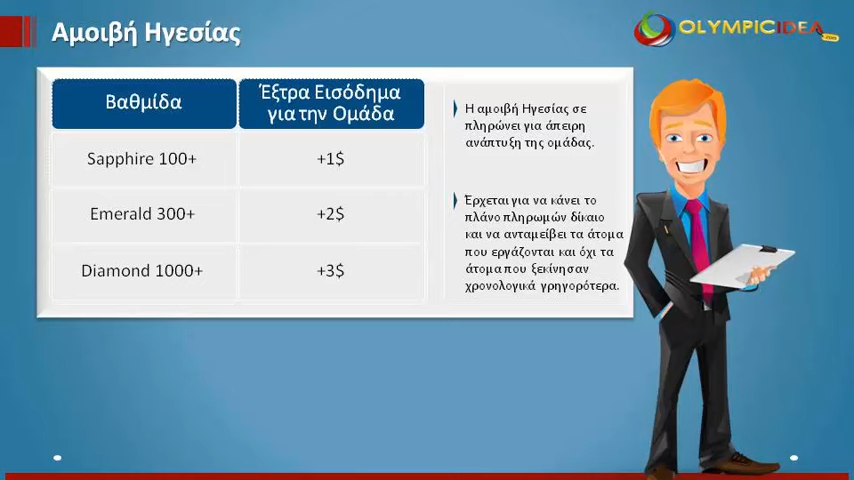 Αμοιβή Ηγεσίας
OLYMPICIDEA
Βαθμίδα
Έξτρα Εισόδημα
για την Ομάδα
Sapphire 100+
+1$
Emerald 300+
+2$
Diamond 1000+
+3$
Η αμοιβή Ηγεσίας σε
πληρώνει για άπειρη
ανάπτυξη της ομάδας.
Έρχεται για να κάνει το
πλάνο πληρωμών δίκαιο
και να ανταμείβει τα άτομα
που εργάζονται και όχι τα
άτομα που ξεκίνησαν
χρονολογικά γρηγορότερα.